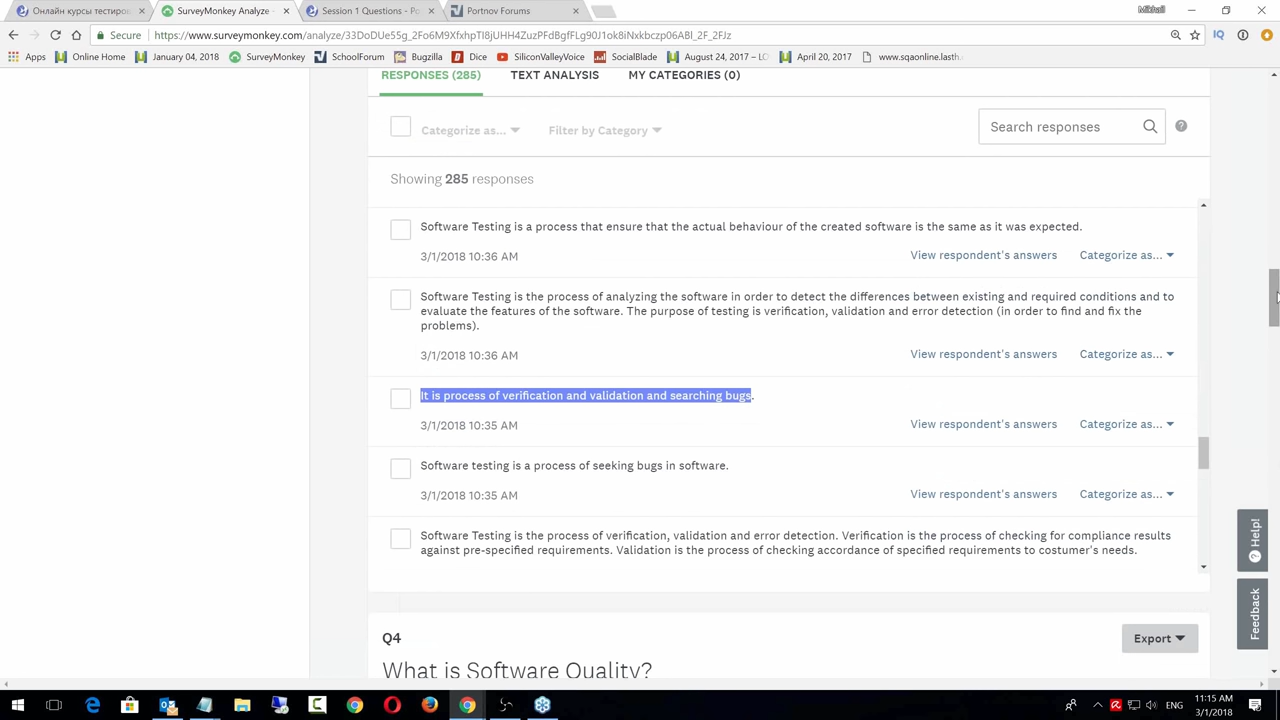 Онлайн курсы тестиров
SurveyMonkey Analyze -
Session 1 Questions - Po
Portnov Forums
Mikhail
Secure
https://www.surveymonkey.com/analyze/33DoDUe55g_2Fo6M9XfxhpTI8jUHH4ZuzPFdBgfFLg90J1ok8iNxkbczp06ABl_2F_2FJz
Apps
Online Home
January 04, 2018
SurveyMonkey
SchoolForum
Bugzilla
Dice
SiliconValleyVoice
SocialBlade
August 24, 2017 – LO
April 20, 2017
www.sqaonline.lasth
RESPONSES (285)
TEXT ANALYSIS
MY CATEGORIES (0)
Categorize as...
Filter by Category
Search responses
Showing 285 responses
Software Testing is a process that ensure that the actual behaviour of the created software is the same as it was expected.
3/1/2018 10:36 AM
View respondent's answers
Categorize as...
Software Testing is the process of analyzing the software in order to detect the differences between existing and required conditions and to
evaluate the features of the software. The purpose of testing is verification, validation and error detection (in order to find and fix the
problems).
3/1/2018 10:36 AM
View respondent's answers
Categorize as...
It is process of verification and validation and searching bugs.
3/1/2018 10:35 AM
View respondent's answers
Categorize as...
Software testing is a process of seeking bugs in software.
3/1/2018 10:35 AM
View respondent's answers
Categorize as...
Software Testing is the process of verification, validation and error detection. Verification is the process of checking for compliance results
against pre-specified requirements. Validation is the process of checking accordance of specified requirements to costumer's needs.
Help!
Feedback
Q4
Export
What is Software Quality?
ENG
11:15 AM
3/1/2018